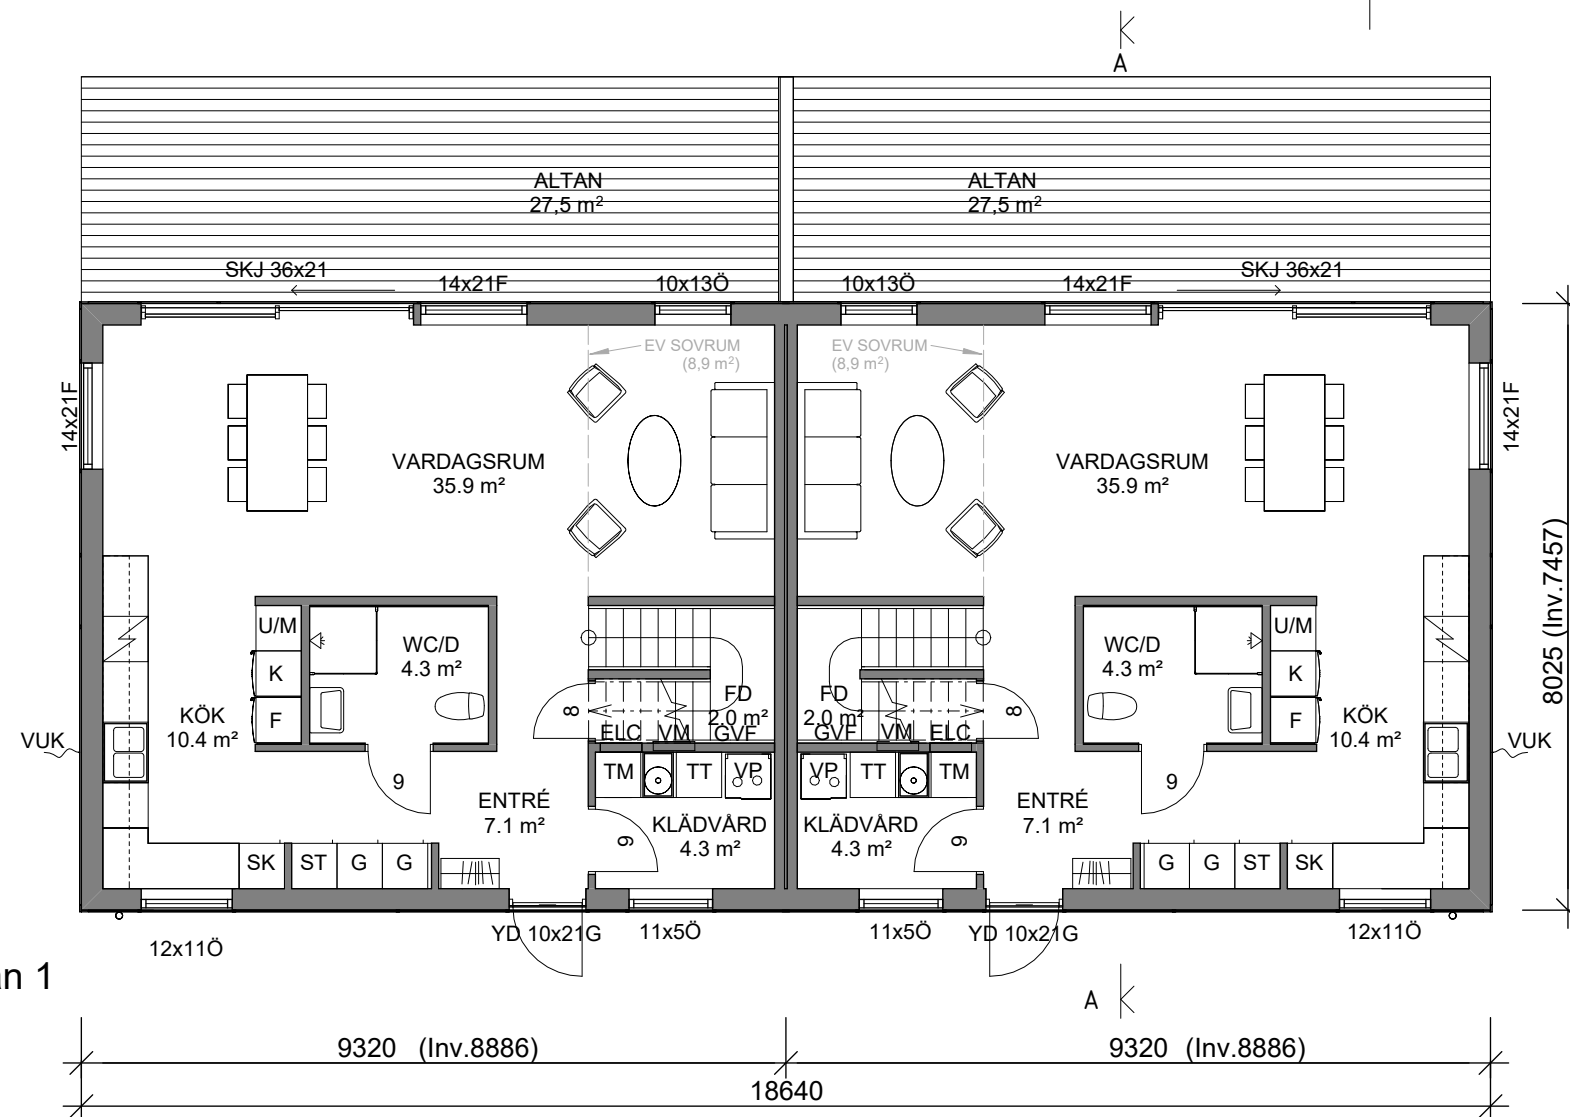 A
ALTAN
27,5 m²
ALTAN
27,5 m²
SKJ 36x21
14x21F
10x13Ö
10x13Ö
14x21F
SKJ 36x21
EV SOVRUM
(8,9 m²)
EV SOVRUM
(8,9 m²)
14x21F
14x21F
VARDAGSRUM
35.9 m²
VARDAGSRUM
35.9 m²
8025 (Inv.7457)
U/M
K
F
WC/D
4.3 m²
WC/D
4.3 m²
U/M
K
F
KÖK
10.4 m²
KÖK
10.4 m²
VUK
VUK
8
FD
2.0 m²
ELC
VM
GVF
FD
2.0 m²
GVF
VM
ELC
8
9
TM
TT
VP
VP
TT
TM
9
ENTRÉ
7.1 m²
ENTRÉ
7.1 m²
9
KLÄDVÅRD
4.3 m²
KLÄDVÅRD
4.3 m²
9
SK
ST
G
G
G
G
ST
SK
12x11Ö
YD 10x21G
11x5Ö
11x5Ö
YD 10x21G
12x11Ö
an 1
A
9320 (Inv.8886)
9320 (Inv.8886)
18640